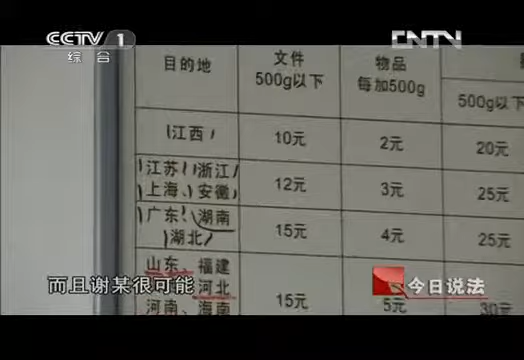 CCTV 1
综合
CNTV
目的地
文件
500g以下
物品
每加500g
500g以下
江西
10元
2元
20元
江苏 浙江
上海、安徽
12元
3元
25元
广东 湖南
湖北
15元
4元
25元
山东、福建
河北
河南、海南
15元
5元
30元
而且谢某很可能
今日说法